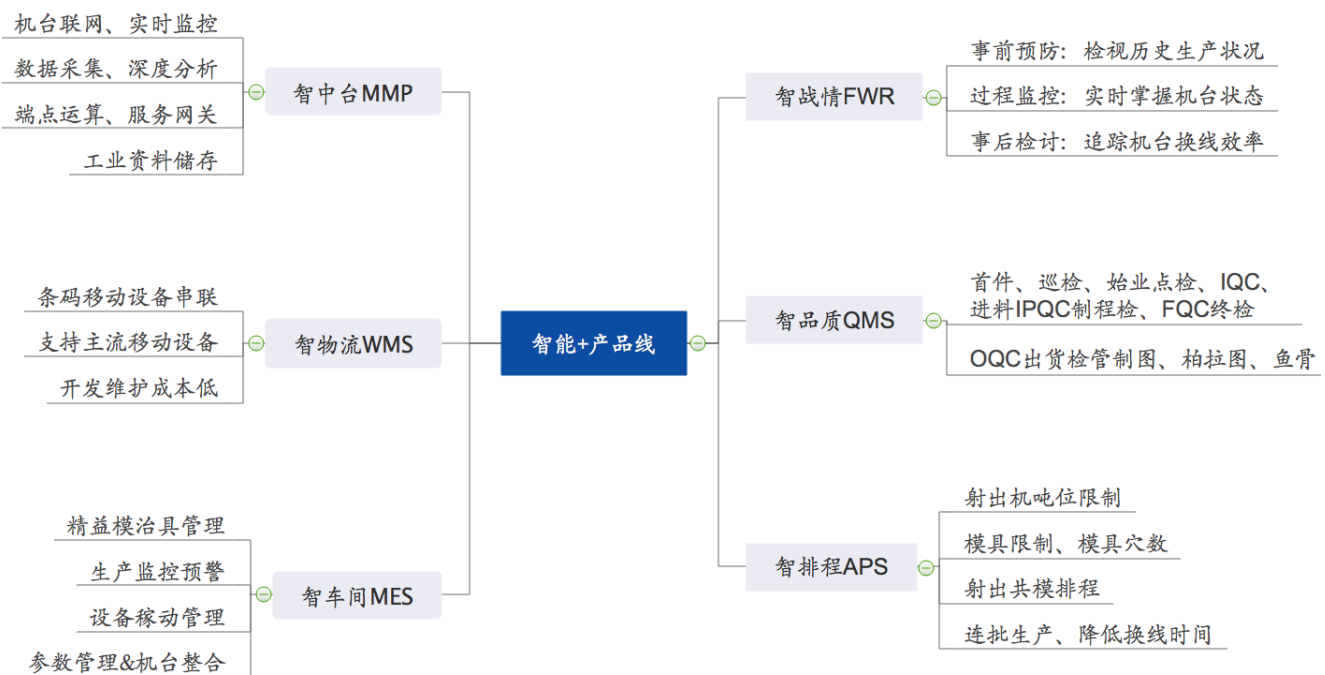 智能+产品线
智中台MMP
机台联网、实时监控
数据采集、深度分析
端点运算、服务网关
工业资料储存
智物流WMS
条码移动设备串联
支持主流移动设备
开发维护成本低
智车间MES
精益模治具管理
生产监控预警
设备稼动管理
参数管理&机台整合
智战情FWR
事前预防：检视历史生产状况
过程监控：实时掌握机台状态
事后检讨：追踪机台换线效率
智品质QMS
首件、巡检、始业点检、IQC、
进料IPQC制程检、FQC终检
OQC出货检管制图、柏拉图、鱼骨
智排程APS
射出机吨位限制
模具限制、模具穴数
射出共模排程
连批生产、降低换线时间